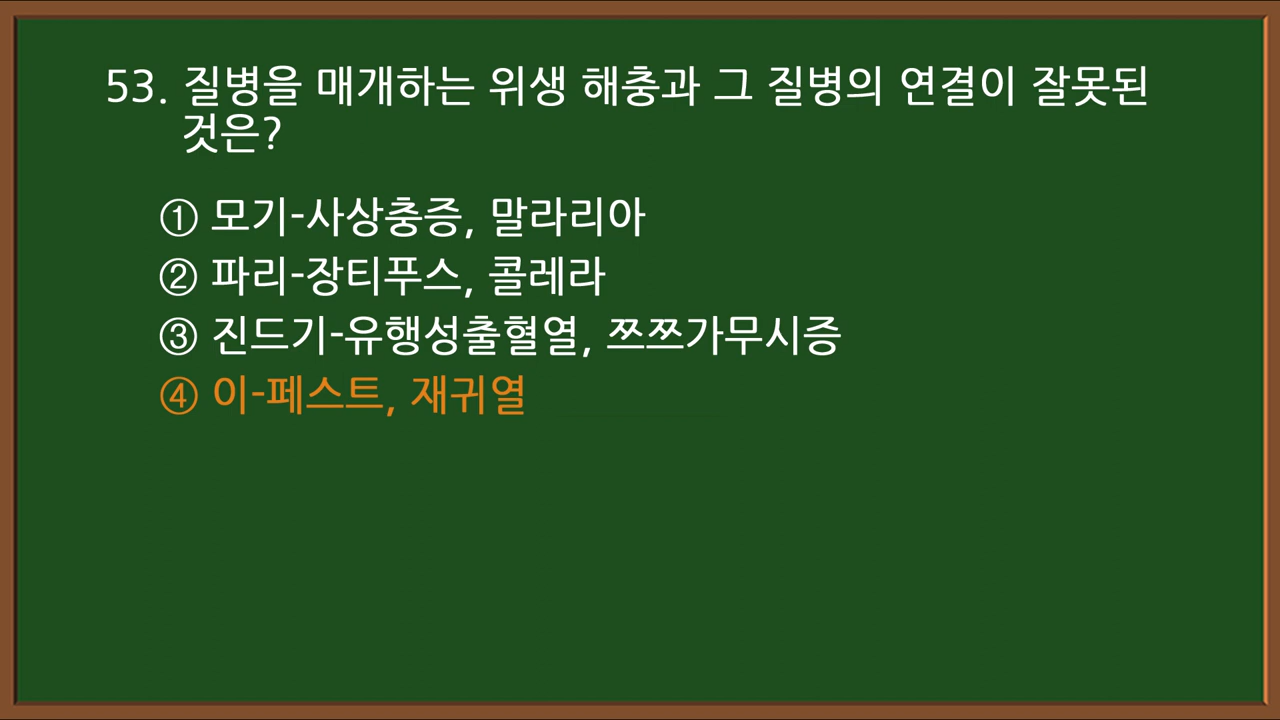 53. 질병을 매개하는 위생 해충과 그 질병의 연결이 잘못된
것은?
① 모기-사상충증, 말라리아
② 파리-장티푸스, 콜레라
③ 진드기-유행성출혈열, 쯔쯔가무시증
④ 이-페스트, 재귀열